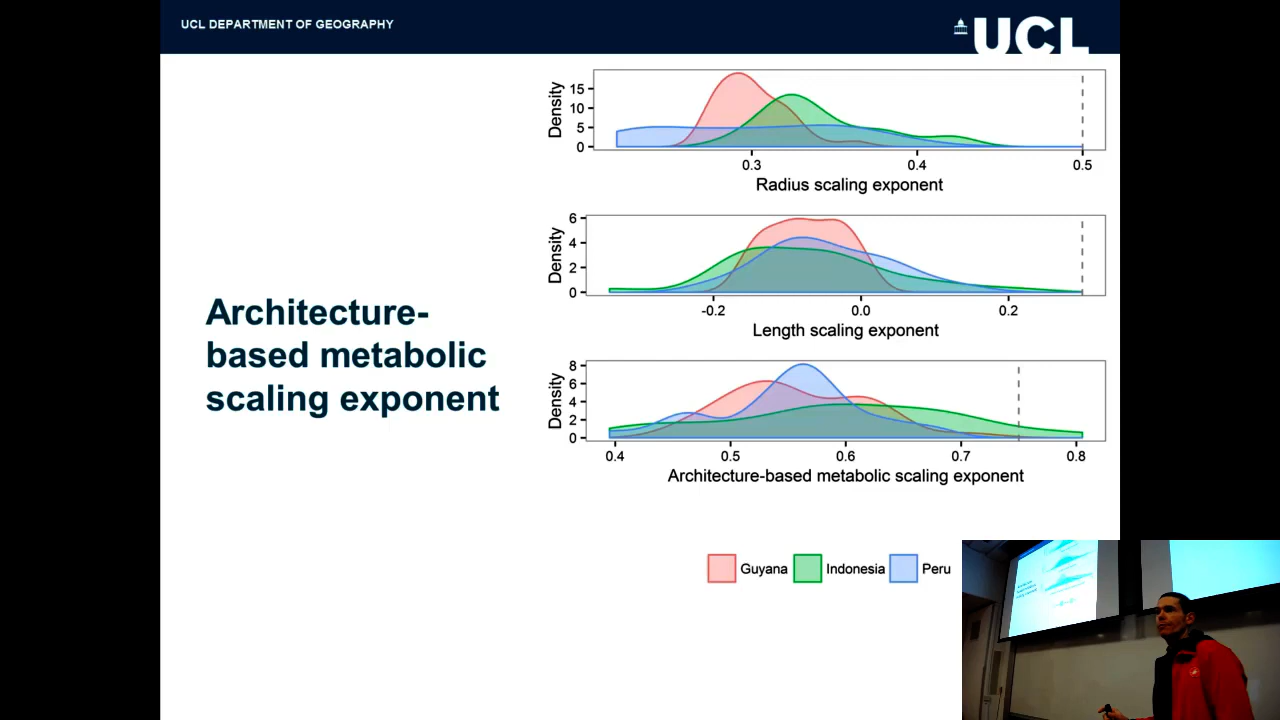 UCL DEPARTMENT OF GEOGRAPHY
UCL
Architecture-
based metabolic
scaling exponent
Density
15
10
5
0
0.3 0.4 0.5
Radius scaling exponent
Density
6
4
2
0
-0.2 0.0 0.2
Length scaling exponent
Density
8
6
4
2
0
0.4 0.5 0.6 0.7 0.8
Architecture-based metabolic scaling exponent
Guyana Indonesia Peru